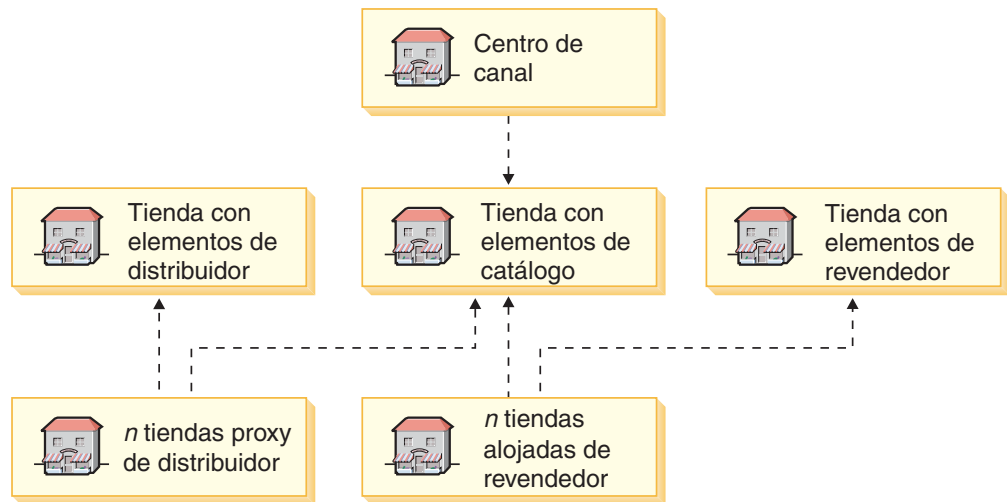 Centro de
canal
Tienda con
elementos de
distribuidor
Tienda con
elementos de
catálogo
Tienda con
elementos de
revendedor
n tiendas proxy
de distribuidor
n tiendas
alojadas de
revendedor